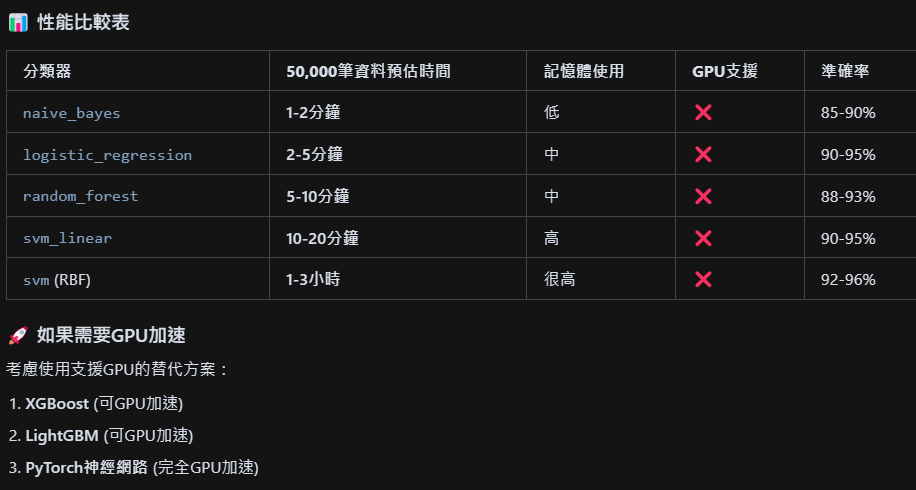 📊 性能比較表
分類器 50,000筆資料預估時間 記憶體使用 GPU支援 準確率
naive_bayes 1-2分鐘 低 ❌ 85-90%
logistic_regression 2-5分鐘 中 ❌ 90-95%
random_forest 5-10分鐘 中 ❌ 88-93%
svm_linear 10-20分鐘 高 ❌ 90-95%
svm (RBF) 1-3小時 很高 ❌ 92-96%
🚀 如果需要GPU加速
考慮使用支援GPU的替代方案：
1. XGBoost (可GPU加速)
2. LightGBM (可GPU加速)
3. PyTorch神經網路 (完全GPU加速)